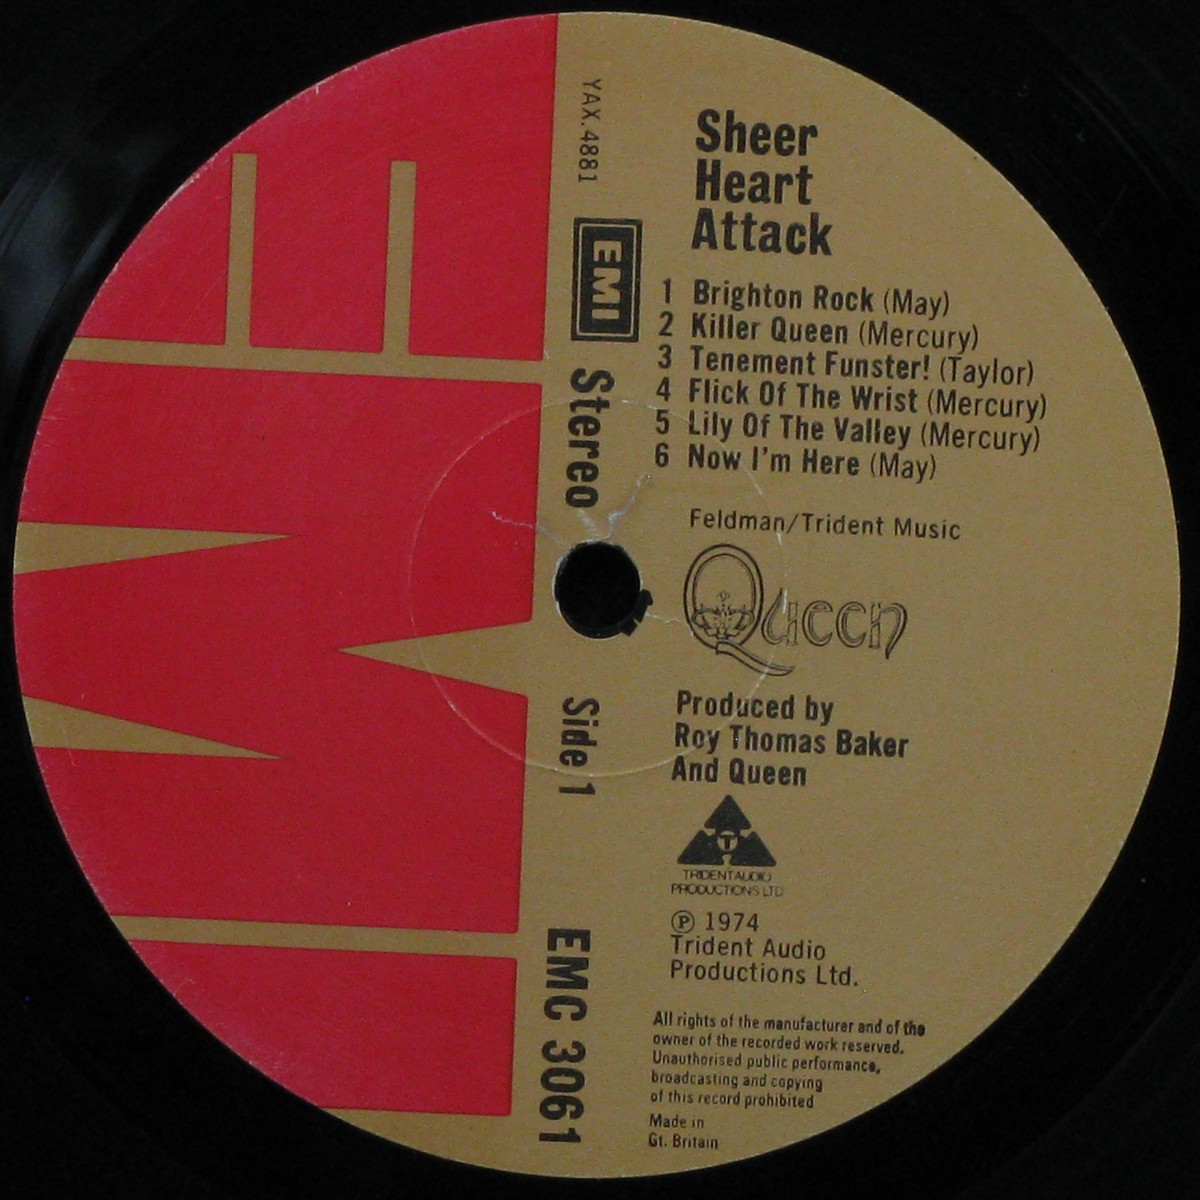 Sheer
Heart
Attack
1 Brighton Rock (May)
2 Killer Queen (Mercury)
3 Tenement Funster! (Taylor)
4 Flick Of The Wrist (Mercury)
5 Lily Of The Valley (Mercury)
6 Now I'm Here (May)
Feldman/Trident Music
Queen
Produced by
Roy Thomas Baker
And Queen
T
TRIDENT AUDIO
PRODUCTIONS LTD
℗ 1974
Trident Audio
Productions Ltd.
All rights of the manufacturer and of the
owner of the recorded work reserved.
Unauthorised public performance,
broadcasting and copying
of this record prohibited
Made in
Gt. Britain
YAX.4881
EMI
Stereo
Side 1
EMC 3061
EMI